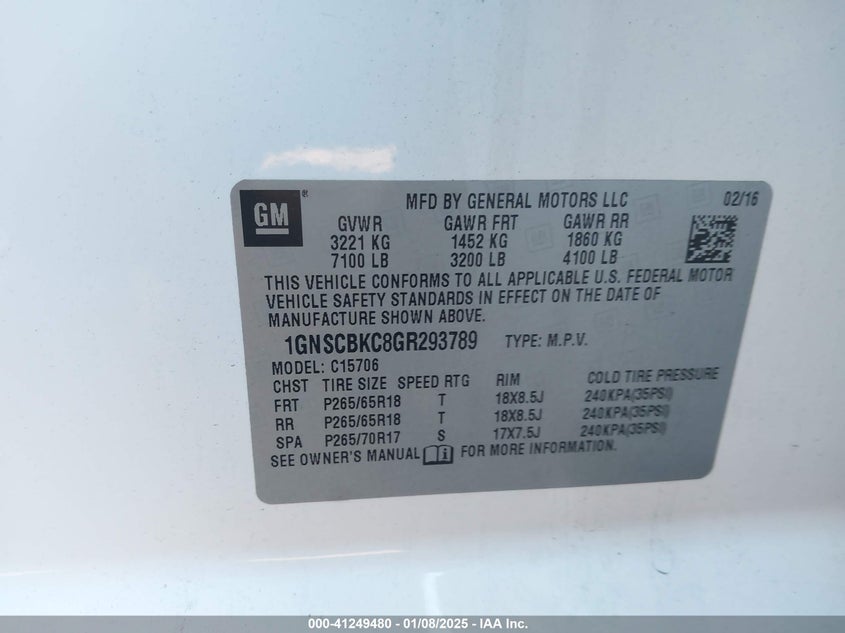 GM ®
MFD BY GENERAL MOTORS LLC 02/16
GVWR GAWR FRT GAWR RR
3221 KG 1452 KG 1860 KG
7100 LB 3200 LB 4100 LB
THIS VEHICLE CONFORMS TO ALL APPLICABLE U.S. FEDERAL MOTOR
VEHICLE SAFETY STANDARDS IN EFFECT ON THE DATE OF
MANUFACTURE SHOWN ABOVE.
1GNSCBKC8GR293789 TYPE: M.P.V.
MODEL: C15706
CHST TIRE SIZE SPEED RTG RIM COLD TIRE PRESSURE
FRT P265/65R18 T 18X8.5J 240KPA(35PSI)
RR P265/65R18 T 18X8.5J 240KPA(35PSI)
SPA P265/70R17 S 17X7.5J 240KPA(35PSI)
SEE OWNER'S MANUAL FOR MORE INFORMATION.
000-41249480 - 01/08/2025 - IAA Inc.